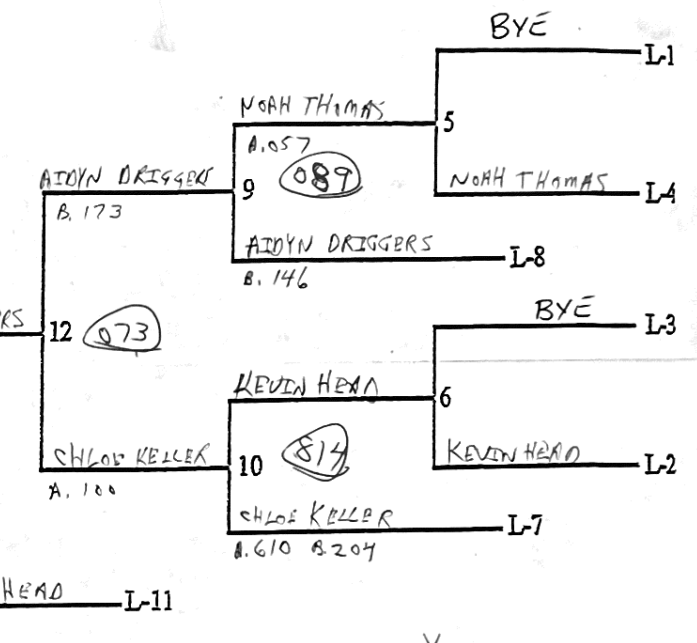 BYE
L-1
NOAH THOMAS
5
A.057
089
NOAH THOMAS
L-4
AIDYN DRIGGERS
9
B. 173
AIDYN DRIGGERS
L-8
B. 146
BYE
L-3
RS
12
073
KEVIN HEAD
6
814
KEVIN HEAD
L-2
CHLOE KELLER
10
A. 100
CHLOE KELLER
L-7
A.610 B.204
HEAD
L-11